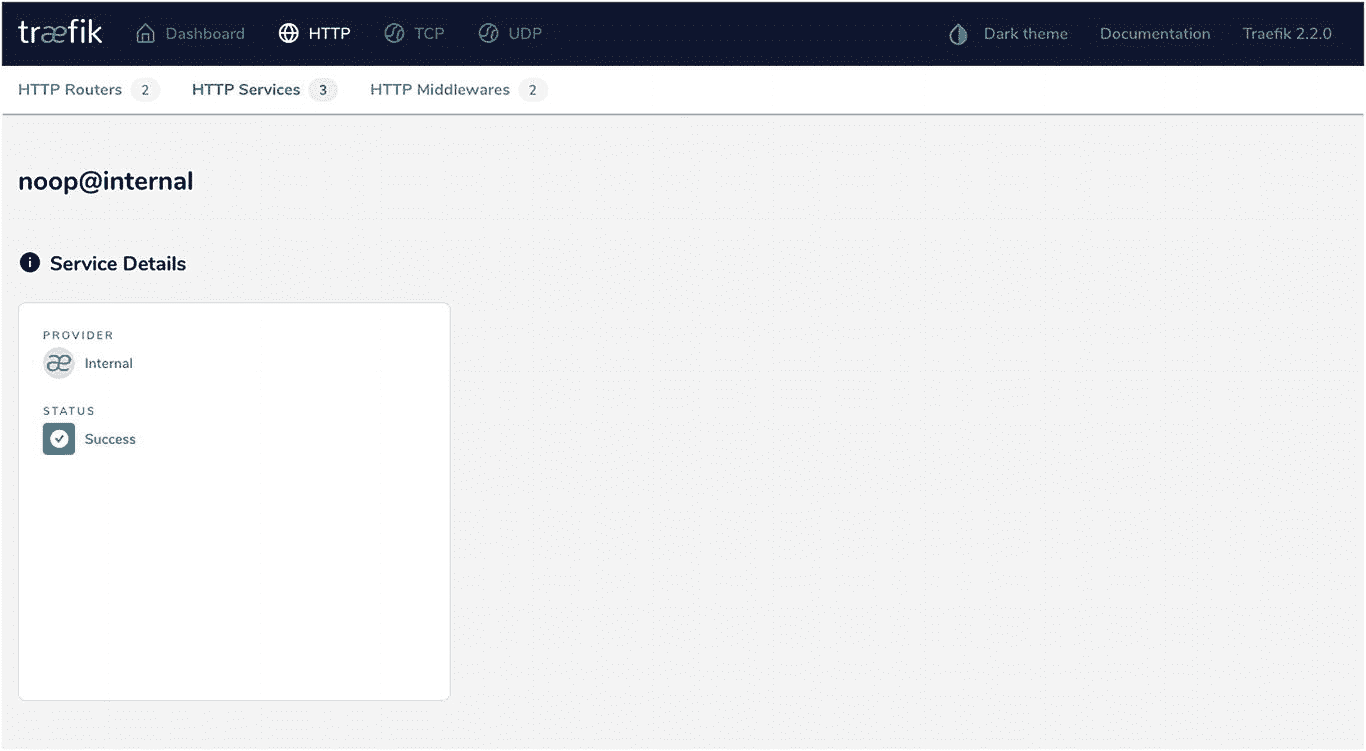 træfik Dashboard HTTP TCP UDP Dark theme Documentation Traefik 2.2.0
HTTP Routers 2 HTTP Services 3 HTTP Middlewares 2
noop@internal
i Service Details
PROVIDER
æ Internal
STATUS
Success